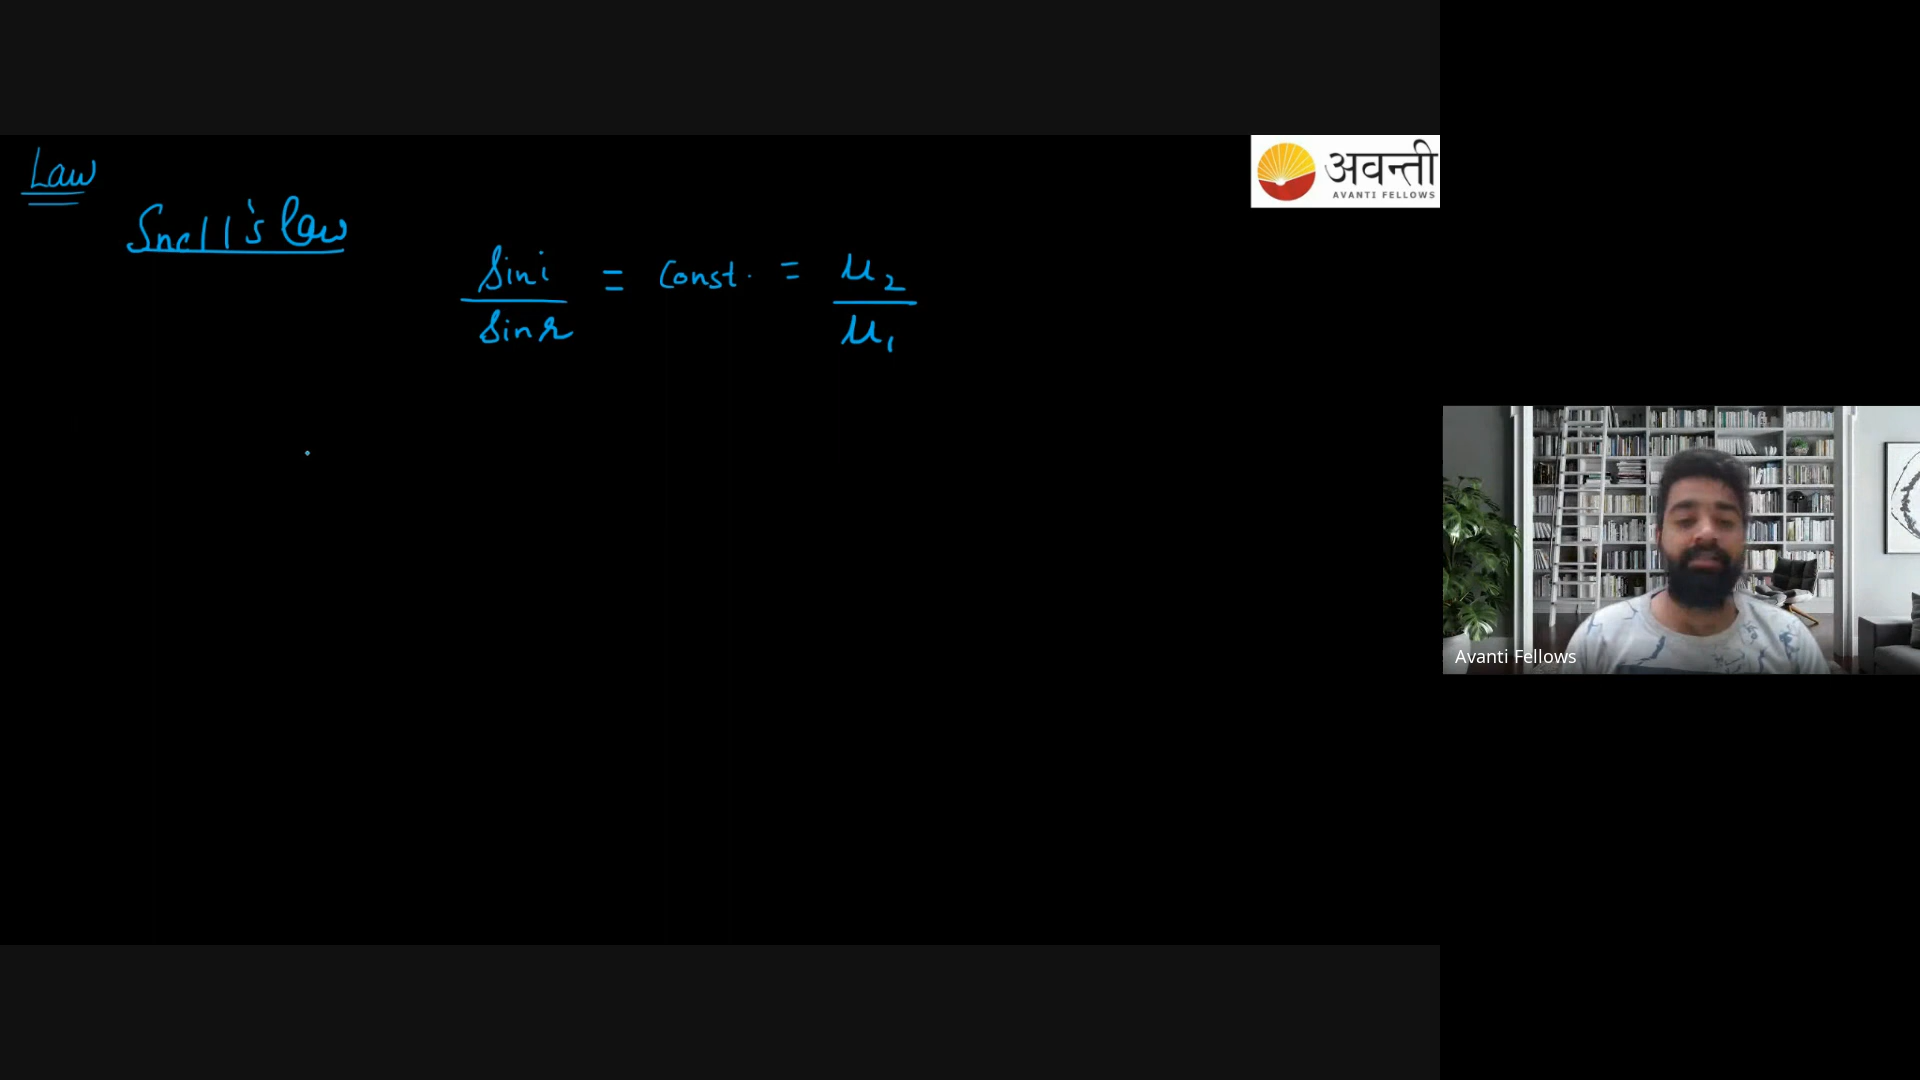 Law
Snell's law
sin i / sin r = const. = μ₂ / μ₁
अवन्ती
AVANTI FELLOWS
Avanti Fellows